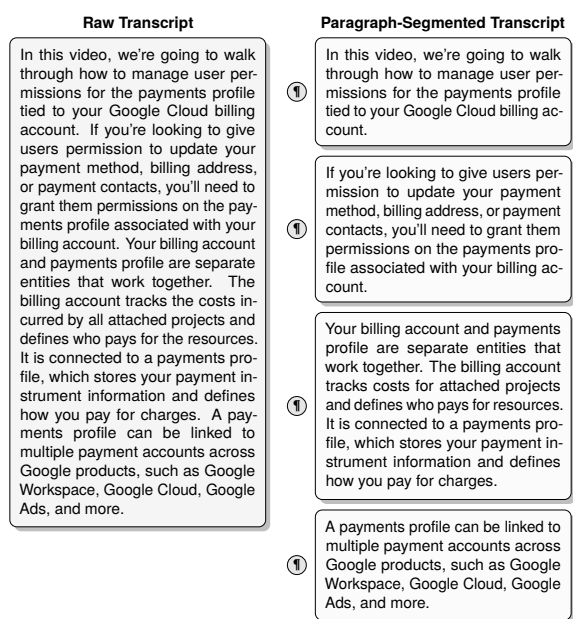 Raw Transcript
In this video, we're going to walk
through how to manage user per-
missions for the payments profile
tied to your Google Cloud billing
account. If you're looking to give
users permission to update your
payment method, billing address,
or payment contacts, you'll need to
grant them permissions on the pay-
ments profile associated with your
billing account. Your billing account
and payments profile are separate
entities that work together. The
billing account tracks the costs in-
curred by all attached projects and
defines who pays for the resources.
It is connected to a payments pro-
file, which stores your payment in-
strument information and defines
how you pay for charges. A pay-
ments profile can be linked to
multiple payment accounts across
Google products, such as Google
Workspace, Google Cloud, Google
Ads, and more.
Paragraph-Segmented Transcript
¶
In this video, we're going to walk
through how to manage user per-
missions for the payments profile
tied to your Google Cloud billing ac-
count.
¶
If you're looking to give users per-
mission to update your payment
method, billing address, or payment
contacts, you'll need to grant them
permissions on the payments pro-
file associated with your billing ac-
count.
¶
Your billing account and payments
profile are separate entities that
work together. The billing account
tracks costs for attached projects
and defines who pays for resources.
It is connected to a payments pro-
file, which stores your payment in-
strument information and defines
how you pay for charges.
¶
A payments profile can be linked to
multiple payment accounts across
Google products, such as Google
Workspace, Google Cloud, Google
Ads, and more.